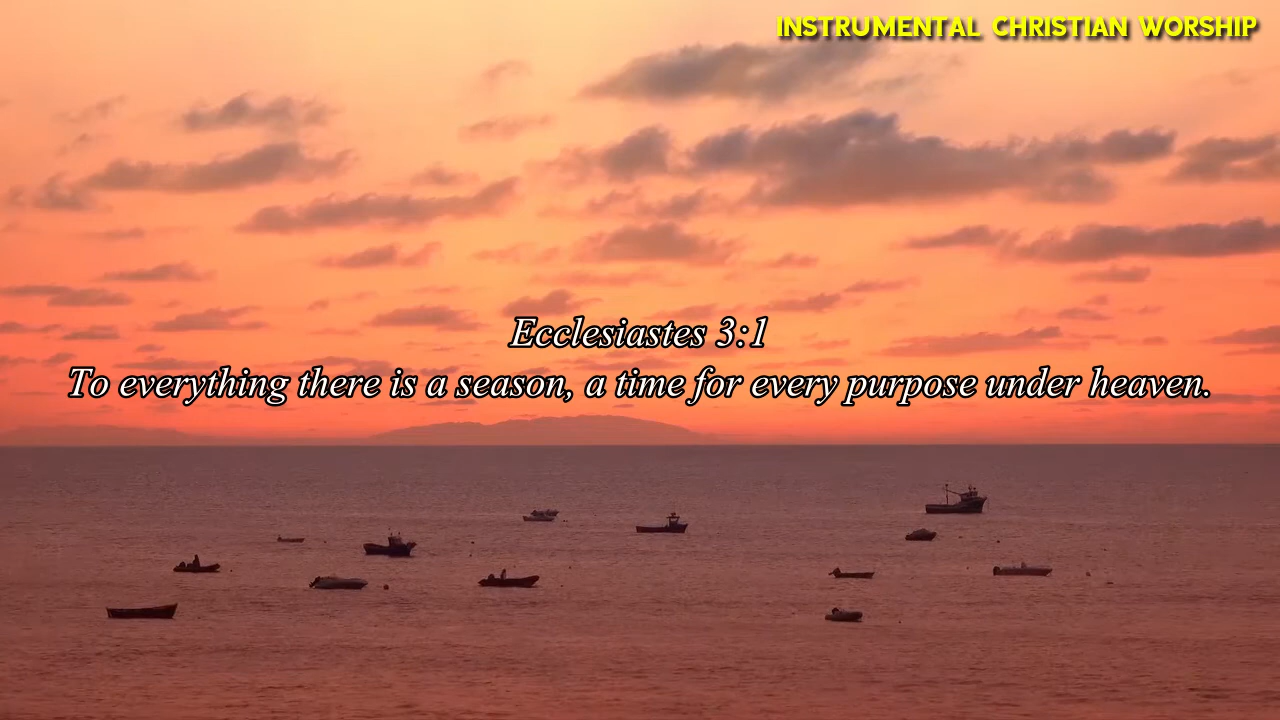 INSTRUMENTAL CHRISTIAN WORSHIP
Ecclesiastes 3:1
To everything there is a season, a time for every purpose under heaven.